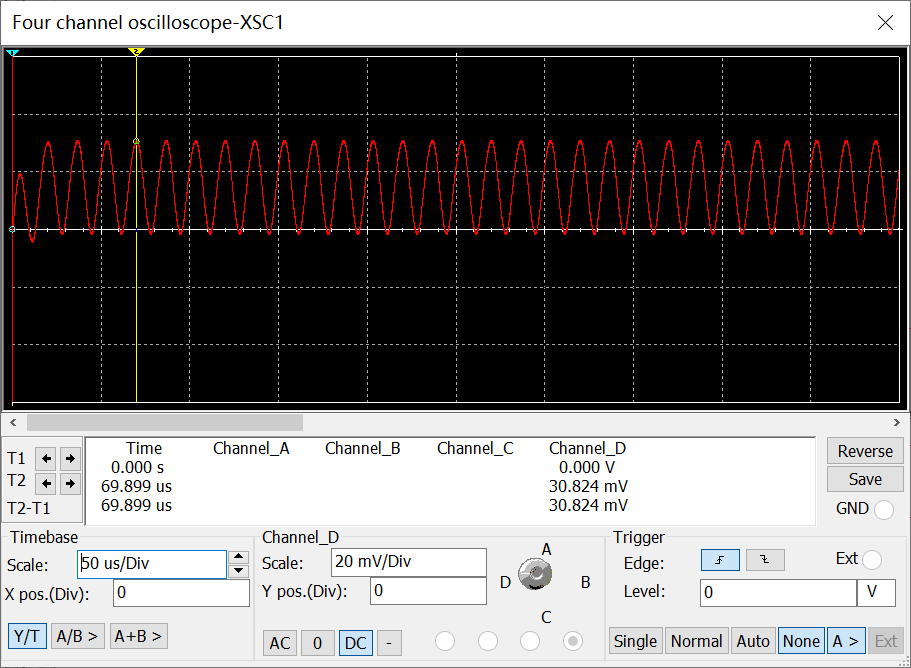 Four channel oscilloscope-XSC1
1 2
Time Channel_A Channel_B Channel_C Channel_D
T1 0.000 s 0.000 V
T2 69.899 us 30.824 mV
T2-T1 69.899 us 30.824 mV
Reverse
Save
GND
Timebase
Scale: 50 us/Div
X pos.(Div): 0
Y/T A/B > A+B >
Channel_D
Scale: 20 mV/Div
Y pos.(Div): 0
AC 0 DC -
A
D B
C
Trigger
Edge: Ext
Level: 0 V
Single Normal Auto None A > Ext